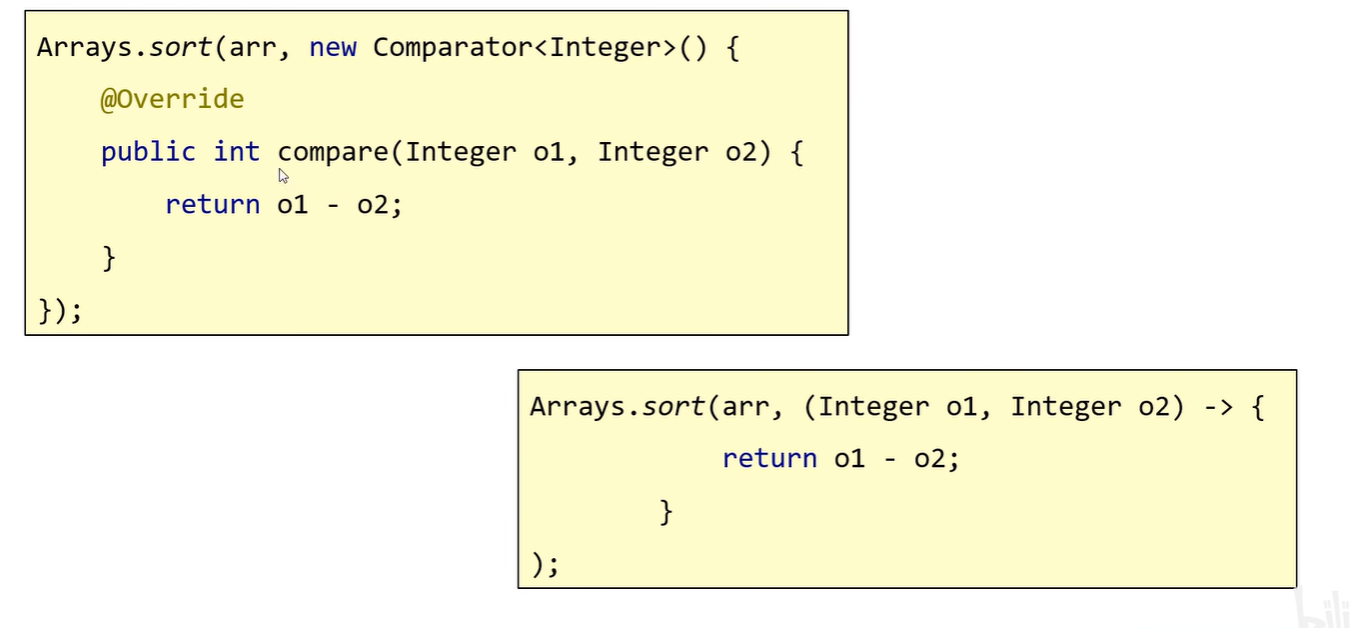 Arrays.sort(arr, new Comparator<Integer>() {
@Override
public int compare(Integer o1, Integer o2) {
return o1 - o2;
}
});
Arrays.sort(arr, (Integer o1, Integer o2) -> {
return o1 - o2;
}
);
bili